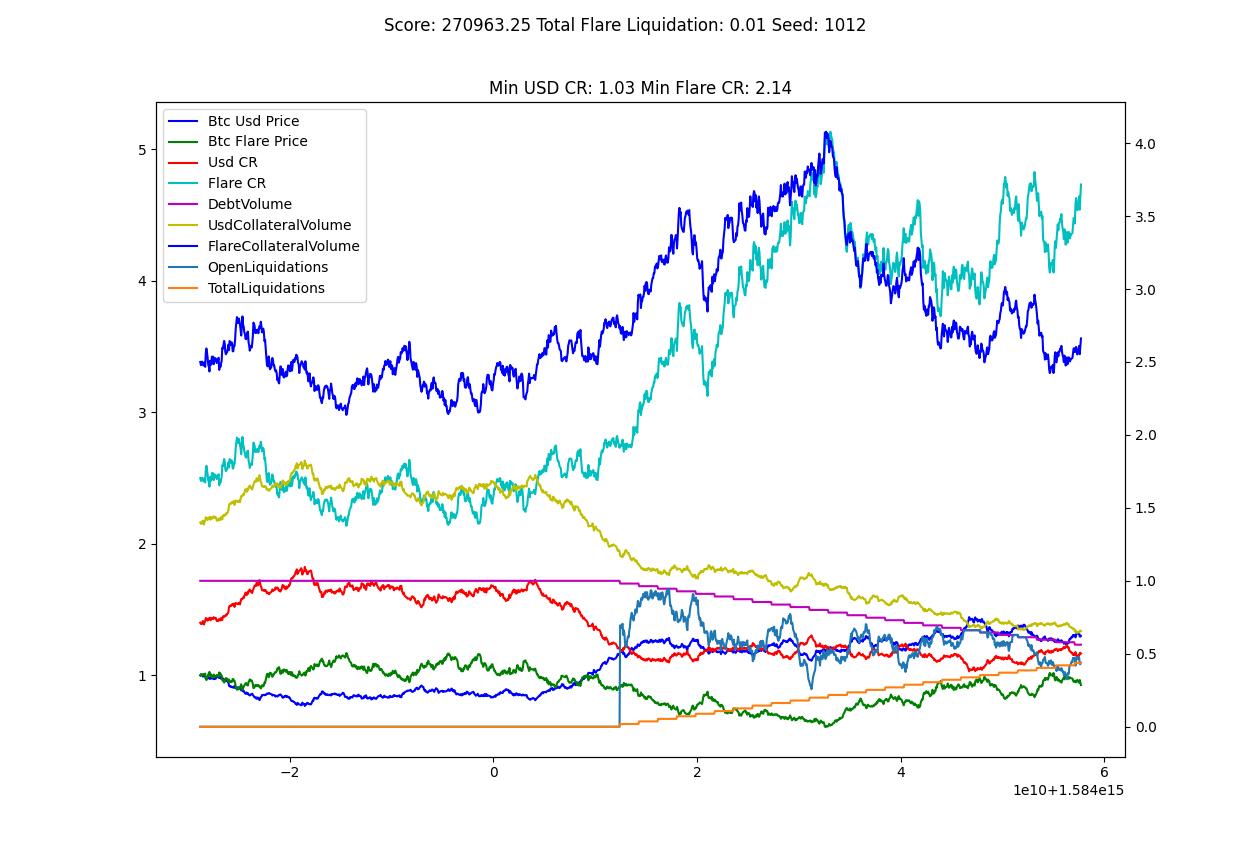 Score: 270963.25 Total Flare Liquidation: 0.01 Seed: 1012
Min USD CR: 1.03 Min Flare CR: 2.14
Btc Usd Price
Btc Flare Price
Usd CR
Flare CR
DebtVolume
UsdCollateralVolume
FlareCollateralVolume
OpenLiquidations
TotalLiquidations
5
4
3
2
1
4.0
3.5
3.0
2.5
2.0
1.5
1.0
0.5
0.0
−2
0
2
4
6
1e10+1.584e15